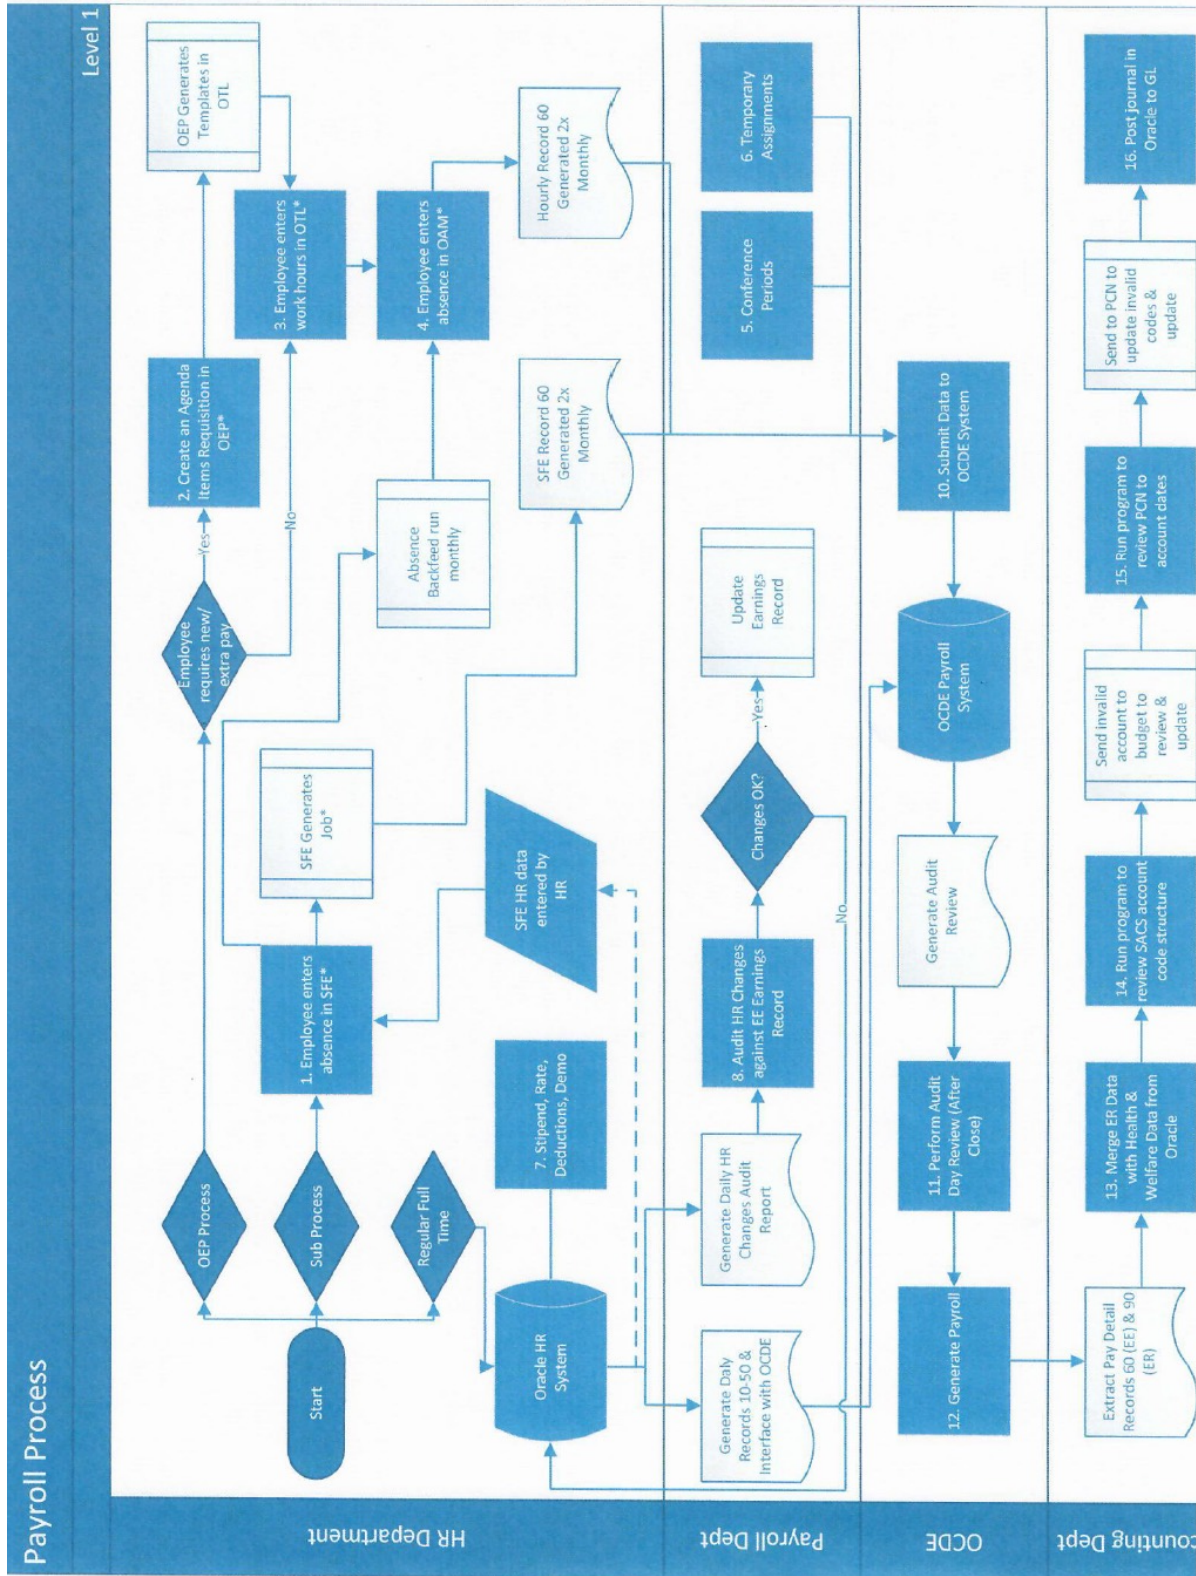 Payroll Process
Level 1
HR Department
Start
OEP Process
Sub Process
Regular Full
Time
Employee
requires new/
extra pay
Yes
No
2. Create an Agenda
Items Requisition in
OEP*
OEP Generates
Templates in
OTL
1. Employee enters
absence in SFE*
SFE Generates
Job*
3. Employee enters
work hours in OTL*
Absence
Backfeed run
monthly
4. Employee enters
absence in OAM*
Oracle HR
System
7. Stipend, Rate,
Deductions, Demo
SFE HR data
entered by
HR
SFE Record 60
Generated 2x
Monthly
Hourly Record 60
Generated 2x
Monthly
Payroll Dept
Generate Daly
Records 10-50 &
Interface with OCDE
Generate Daily HR
Changes Audit
Report
8. Audit HR Changes
against EE Earnings
Record
Changes OK?
Yes
No
Update
Earnings
Record
5. Conference
Periods
6. Temporary
Assignments
OCDE
12. Generate Payroll
11. Perform Audit
Day Review (After
Close)
Generate Audit
Review
OCDE Payroll
System
10. Submit Data to
OCDE System
counting Dept
Extract Pay Detail
Records 60 (EE) & 90
(ER)
13. Merge ER Data
with Health &
Welfare Data from
Oracle
14. Run program to
review SACS account
code structure
Send invalid
account to
budget to
review &
update
15. Run program to
review PCN to
account dates
Send to PCN to
update invalid
codes &
update
16. Post journal in
Oracle to GL